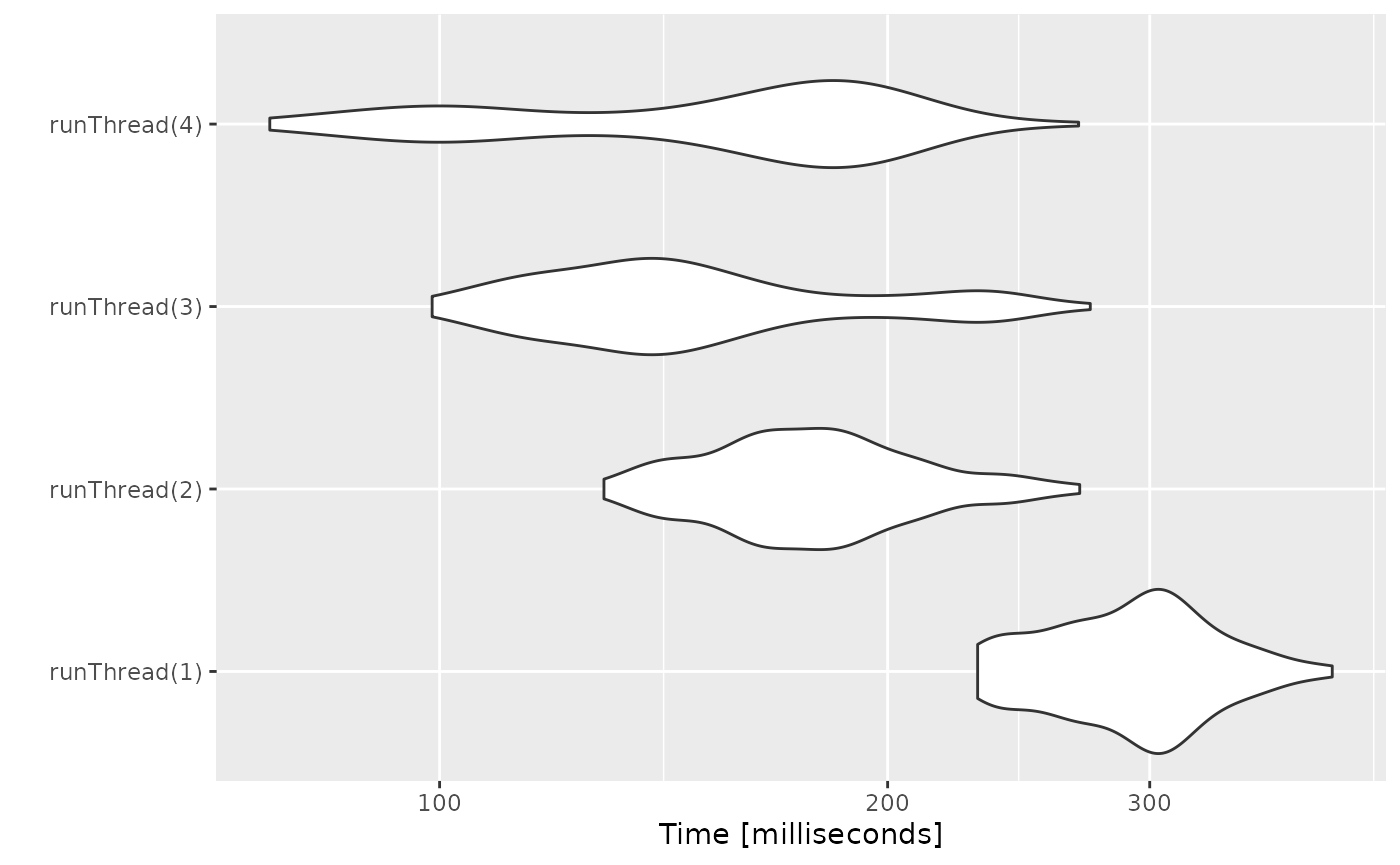 runThread(4)
runThread(3)
runThread(2)
runThread(1)
100 200 300
Time [milliseconds]